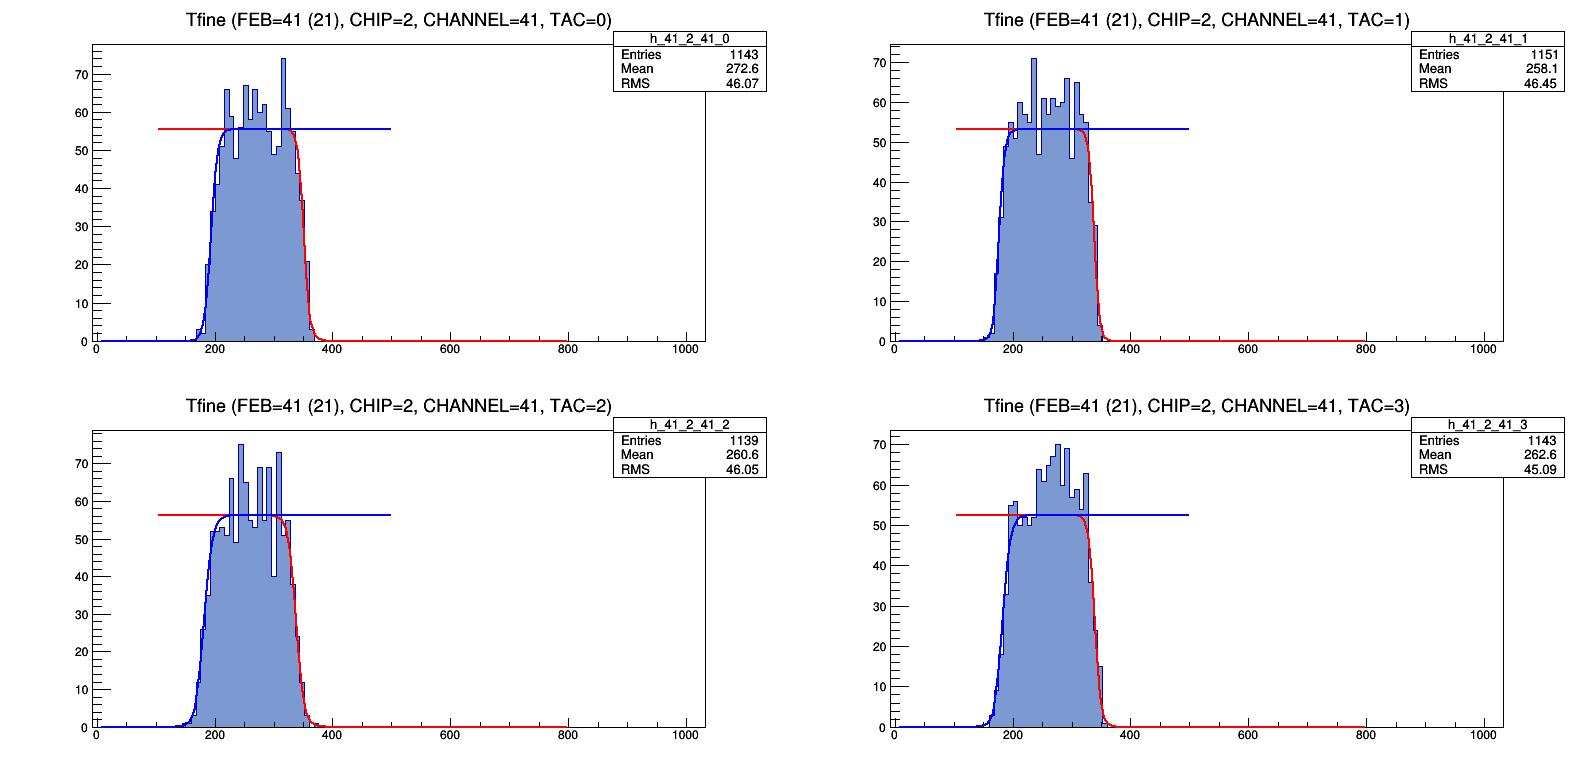 Tfine (FEB=41 (21), CHIP=2, CHANNEL=41, TAC=0)
h_41_2_41_0
Entries 1143
Mean 272.6
RMS 46.07
70
60
50
40
30
20
10
0
0 200 400 600 800 1000
Tfine (FEB=41 (21), CHIP=2, CHANNEL=41, TAC=1)
h_41_2_41_1
Entries 1151
Mean 258.1
RMS 46.45
70
60
50
40
30
20
10
0
0 200 400 600 800 1000
Tfine (FEB=41 (21), CHIP=2, CHANNEL=41, TAC=2)
h_41_2_41_2
Entries 1139
Mean 260.6
RMS 46.05
70
60
50
40
30
20
10
0
0 200 400 600 800 1000
Tfine (FEB=41 (21), CHIP=2, CHANNEL=41, TAC=3)
h_41_2_41_3
Entries 1143
Mean 262.6
RMS 45.09
70
60
50
40
30
20
10
0
0 200 400 600 800 1000